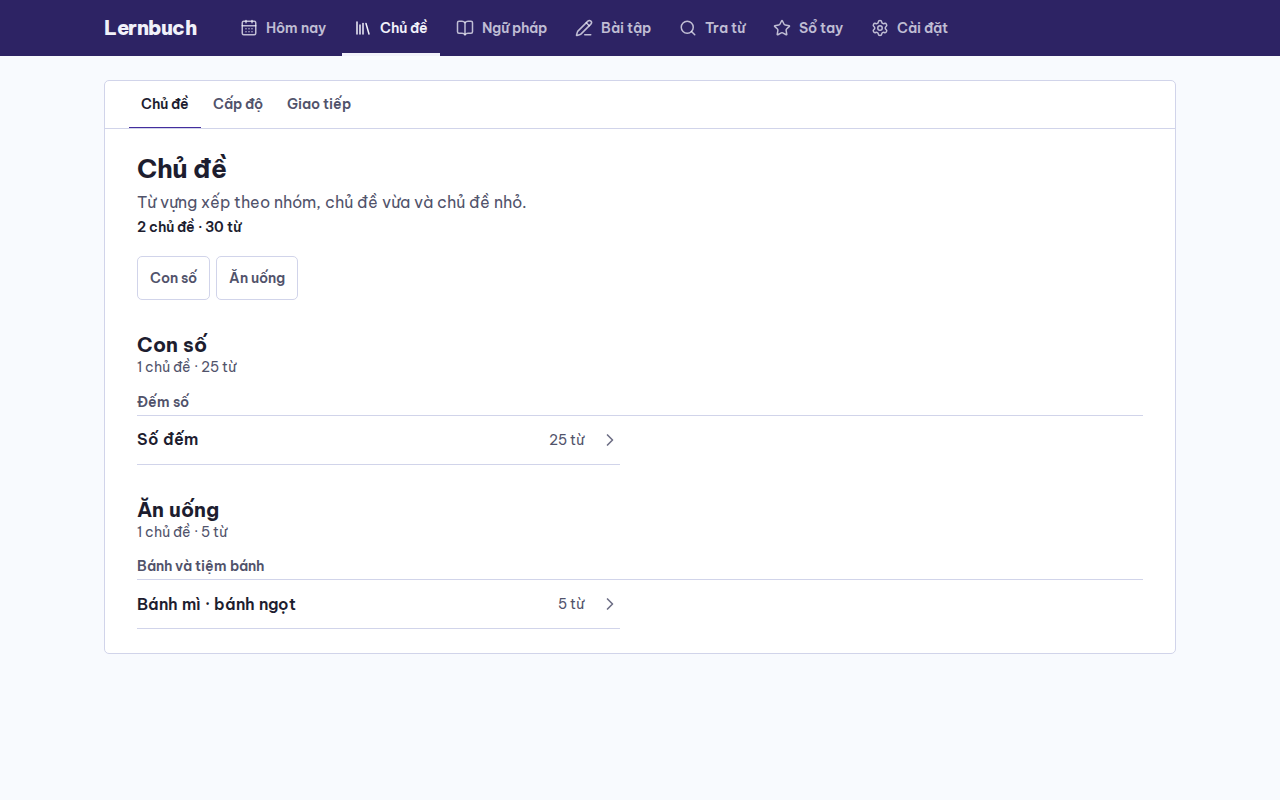 Lernbuch
Hôm nay
Chủ đề
Ngữ pháp
Bài tập
Tra từ
Sổ tay
Cài đặt
Chủ đề
Cấp độ
Giao tiếp
Chủ đề
Từ vựng xếp theo nhóm, chủ đề vừa và chủ đề nhỏ.
2 chủ đề · 30 từ
Con số
Ăn uống
Con số
1 chủ đề · 25 từ
Đếm số
Số đếm
25 từ
Ăn uống
1 chủ đề · 5 từ
Bánh và tiệm bánh
Bánh mì · bánh ngọt
5 từ